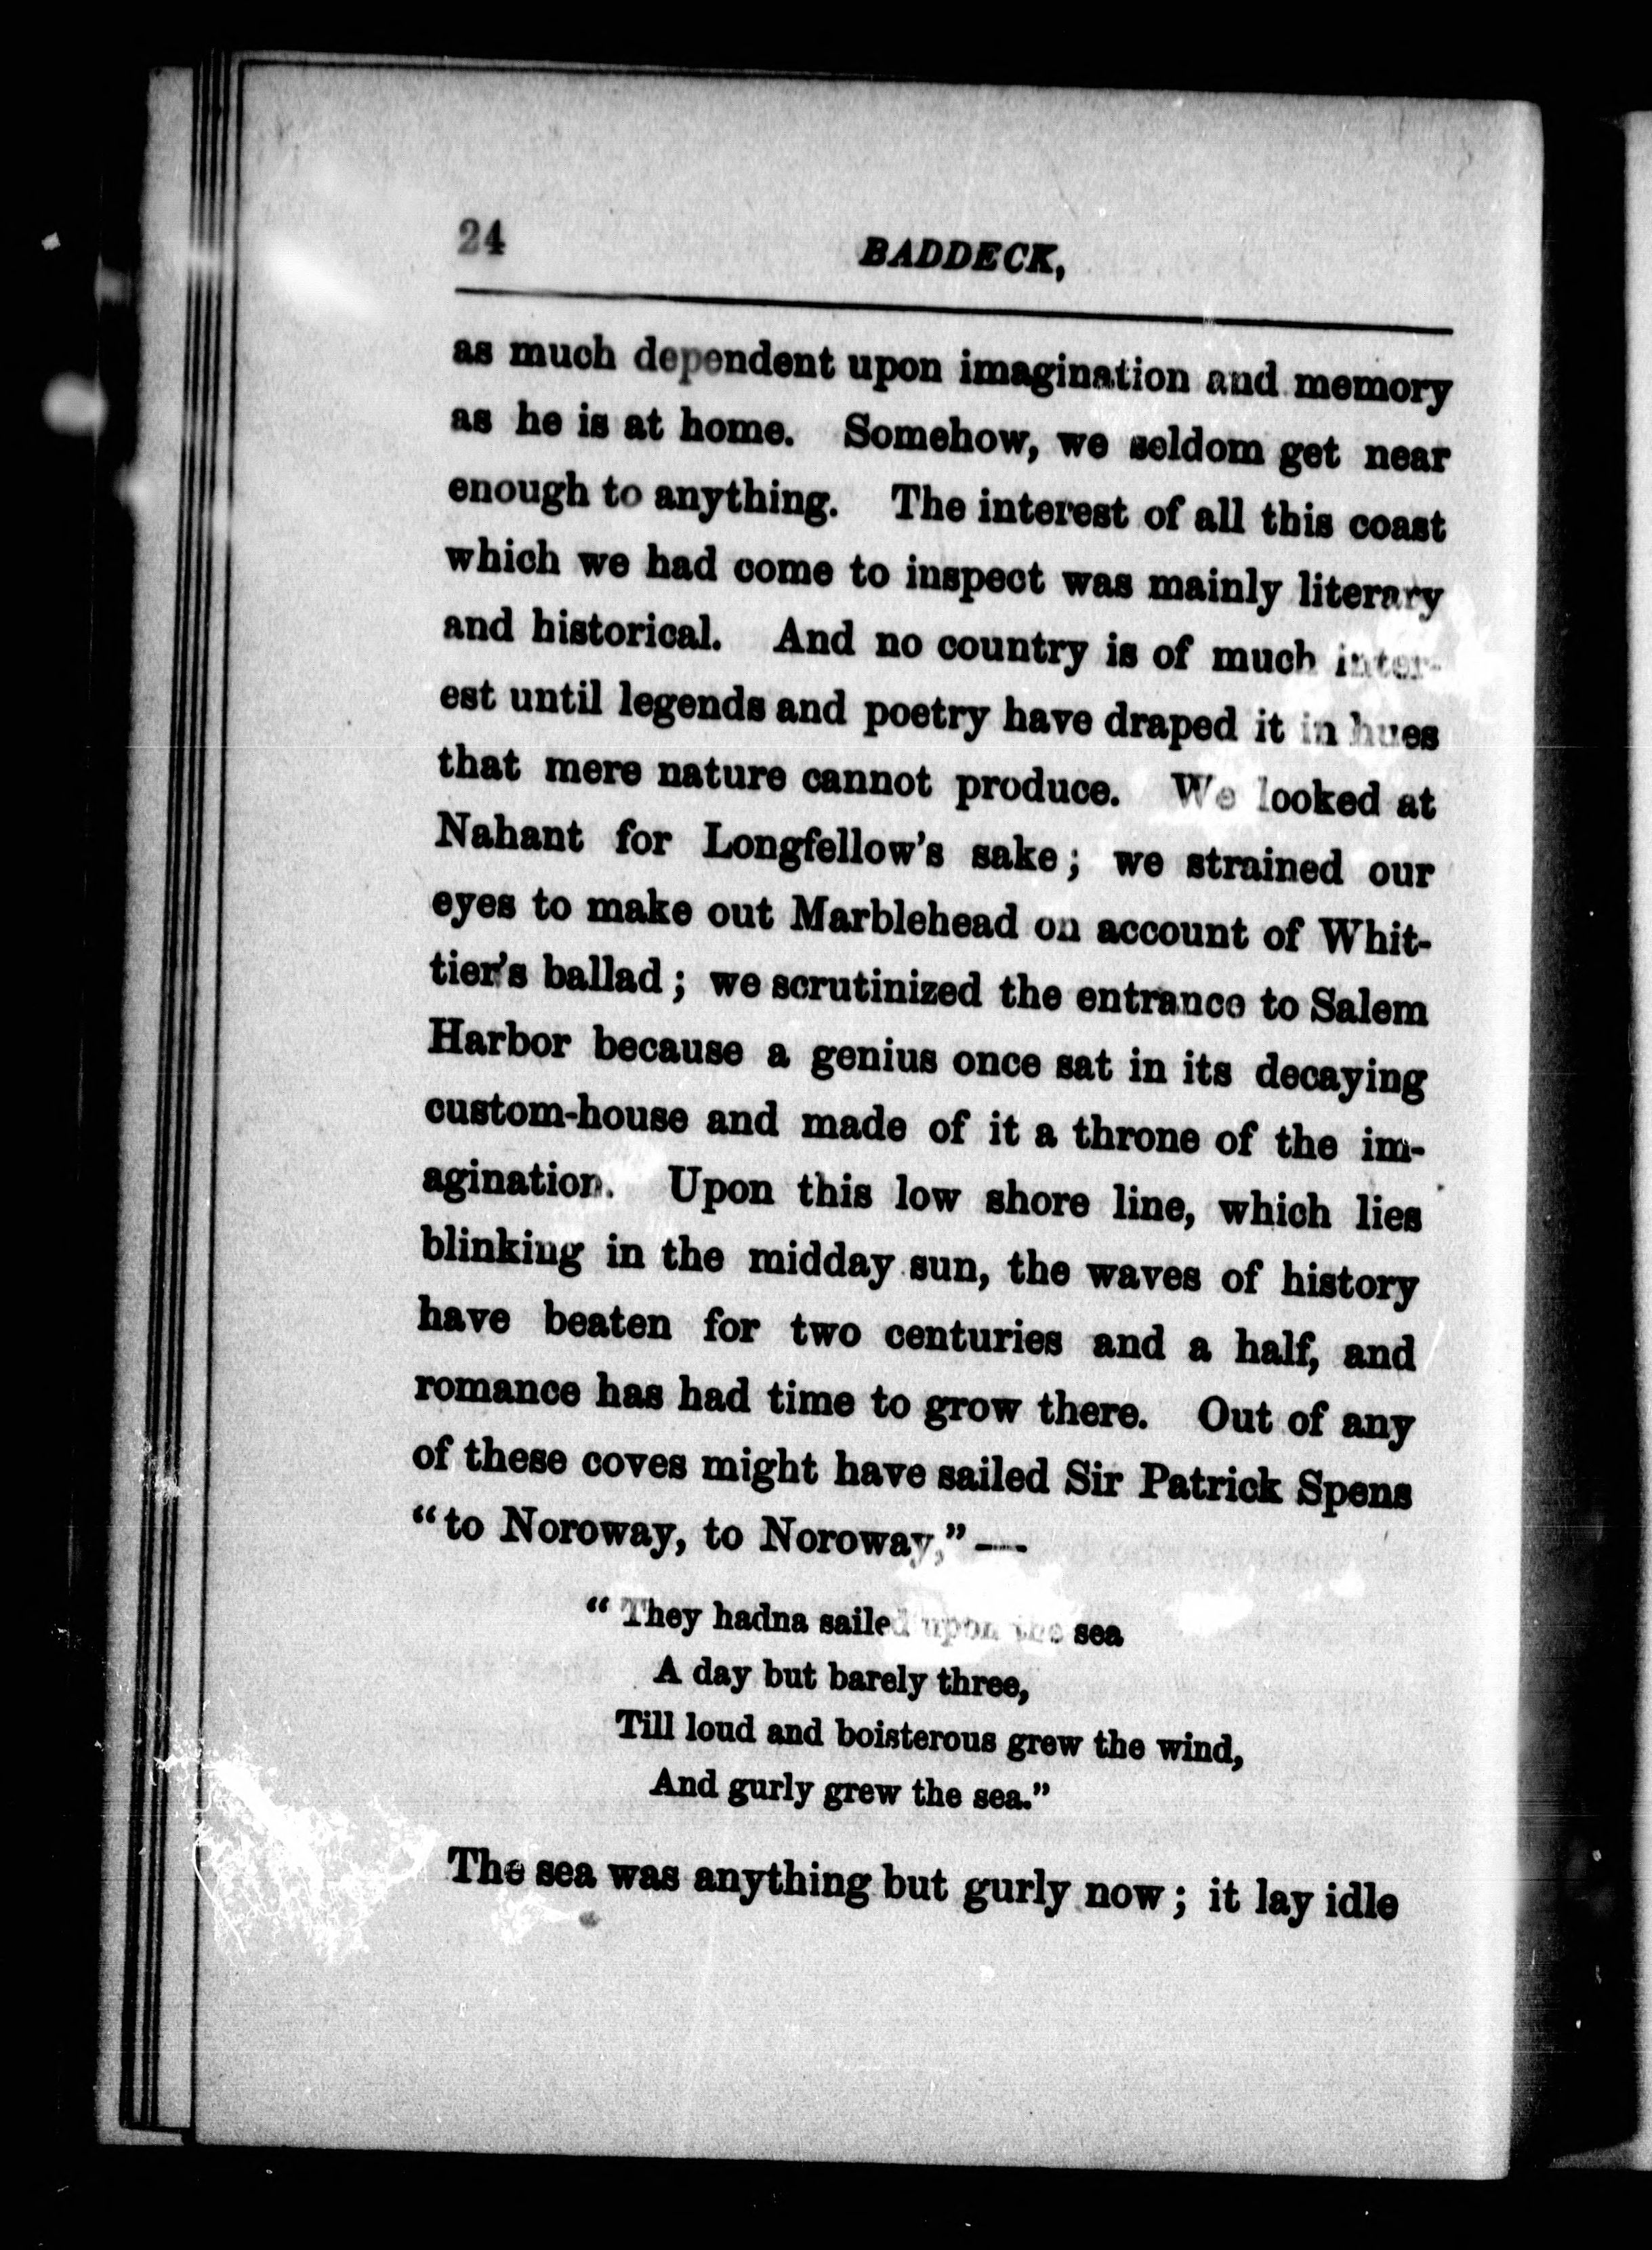 24
BADDECK,
as much dependent upon imagination and memory
as he is at home. Somehow, we seldom get near
enough to anything. The interest of all this coast
which we had come to inspect was mainly literary
and historical. And no country is of much inter-
est until legends and poetry have draped it in hues
that mere nature cannot produce. We looked at
Nahant for Longfellow's sake; we strained our
eyes to make out Marblehead on account of Whit-
tier's ballad; we scrutinized the entrance to Salem
Harbor because a genius once sat in its decaying
custom-house and made of it a throne of the im-
agination. Upon this low shore line, which lies
blinking in the midday sun, the waves of history
have beaten for two centuries and a half, and
romance has had time to grow there. Out of any
of these coves might have sailed Sir Patrick Spens
"to Noroway, to Noroway," —
"They hadna sailed upon the sea
A day but barely three,
Till loud and boisterous grew the wind,
And gurly grew the sea."
The sea was anything but gurly now; it lay idle